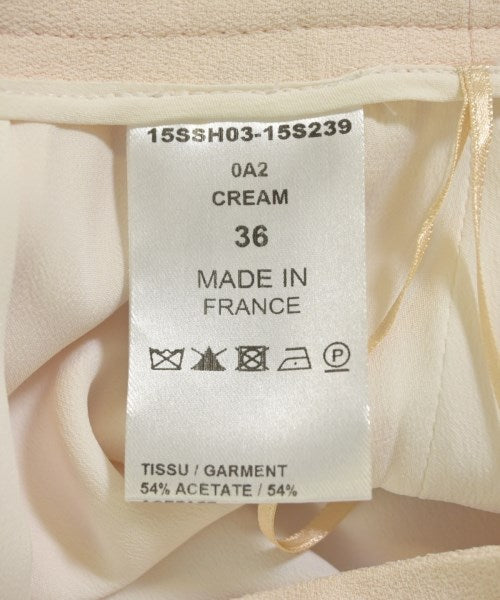 15SSH03-15S239
0A2
CREAM
36
MADE IN
FRANCE
P
TISSU / GARMENT
54% ACETATE / 54%